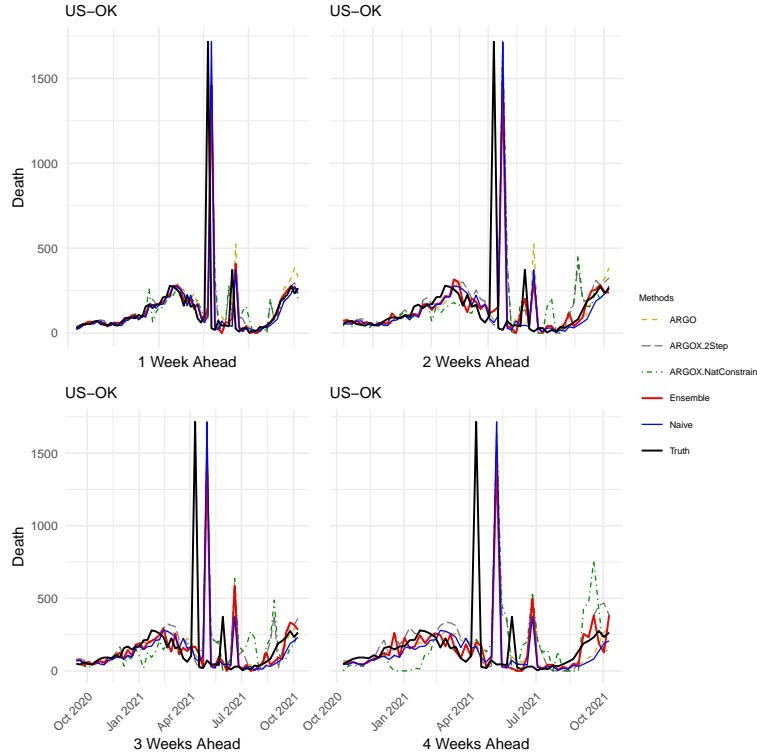 US−OK
US−OK
Death
1500
1000
500
0
1 Week Ahead
2 Weeks Ahead
Methods
ARGO
ARGOX.2Step
ARGOX.NatConstrain
Ensemble
Naive
Truth
US−OK
US−OK
Death
1500
1000
500
0
Oct 2020
Jan 2021
Apr 2021
Jul 2021
Oct 2021
Oct 2020
Jan 2021
Apr 2021
Jul 2021
Oct 2021
3 Weeks Ahead
4 Weeks Ahead